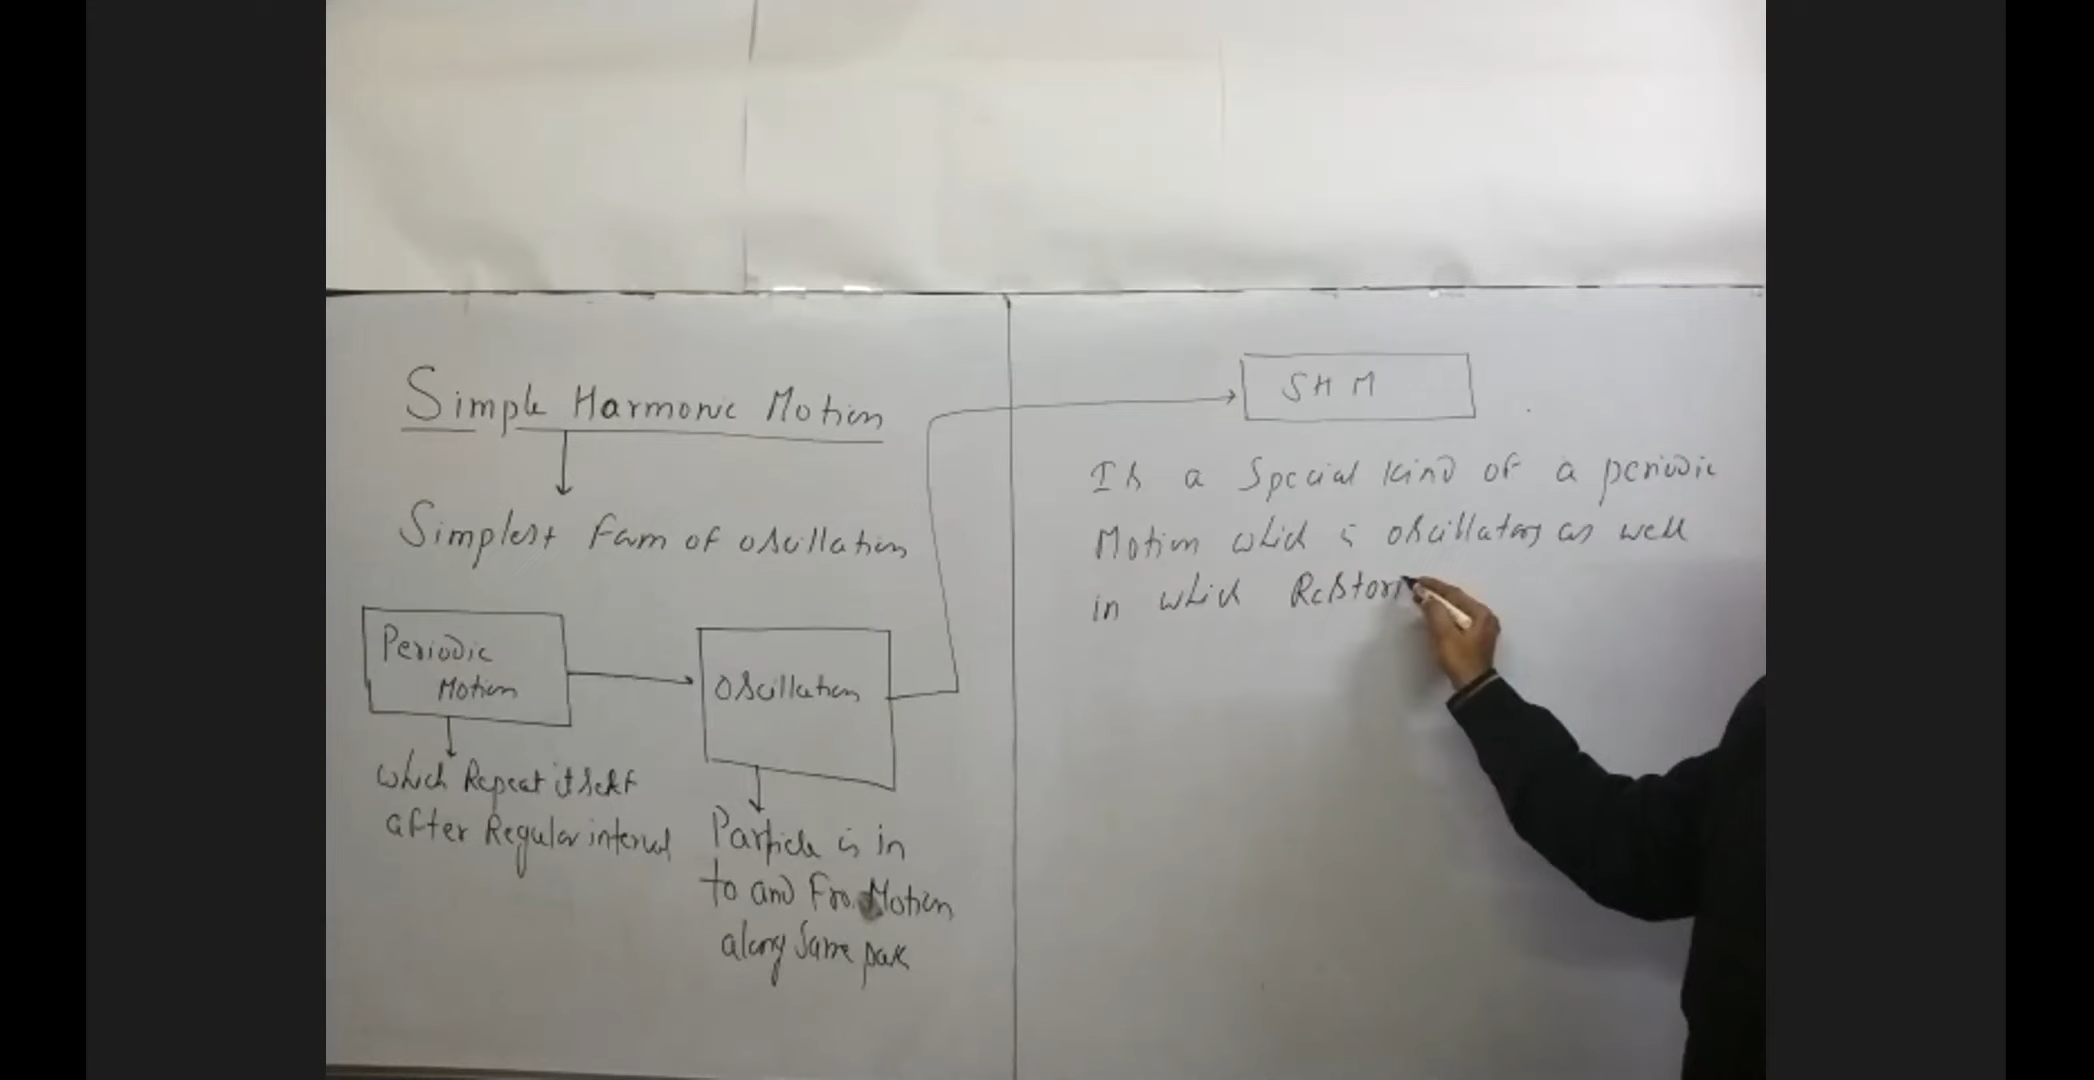 Simple Harmonic Motion
Simplest Form of oscillation
Periodic
Motion
which Repeat itself
after Regular interval
Oscillation
Particle is in
to and Fro Motion
along same path
SHM
Its a Special kind of a periodic
Motion which is oscillatory as well
in which Restori